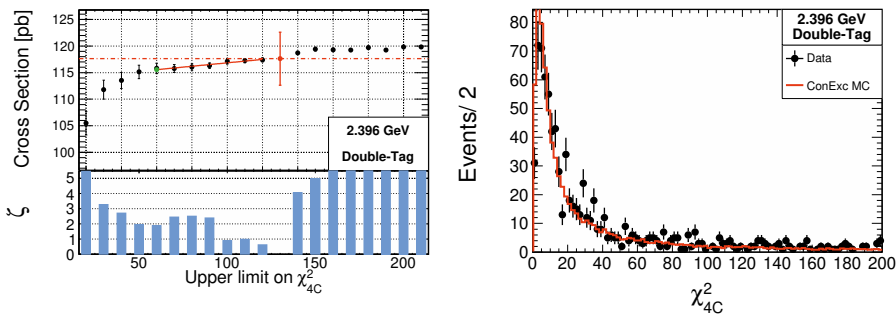 Cross Section [pb]
120
115
110
105
100
2.396 GeV
Double-Tag
ζ
5
4
3
2
1
0
50
100
150
200
Upper limit on χ²4C
Events/ 2
80
70
60
50
40
30
20
10
0
2.396 GeV
Double-Tag
Data
ConExc MC
0 20 40 60 80 100 120 140 160 180 200
χ²4C